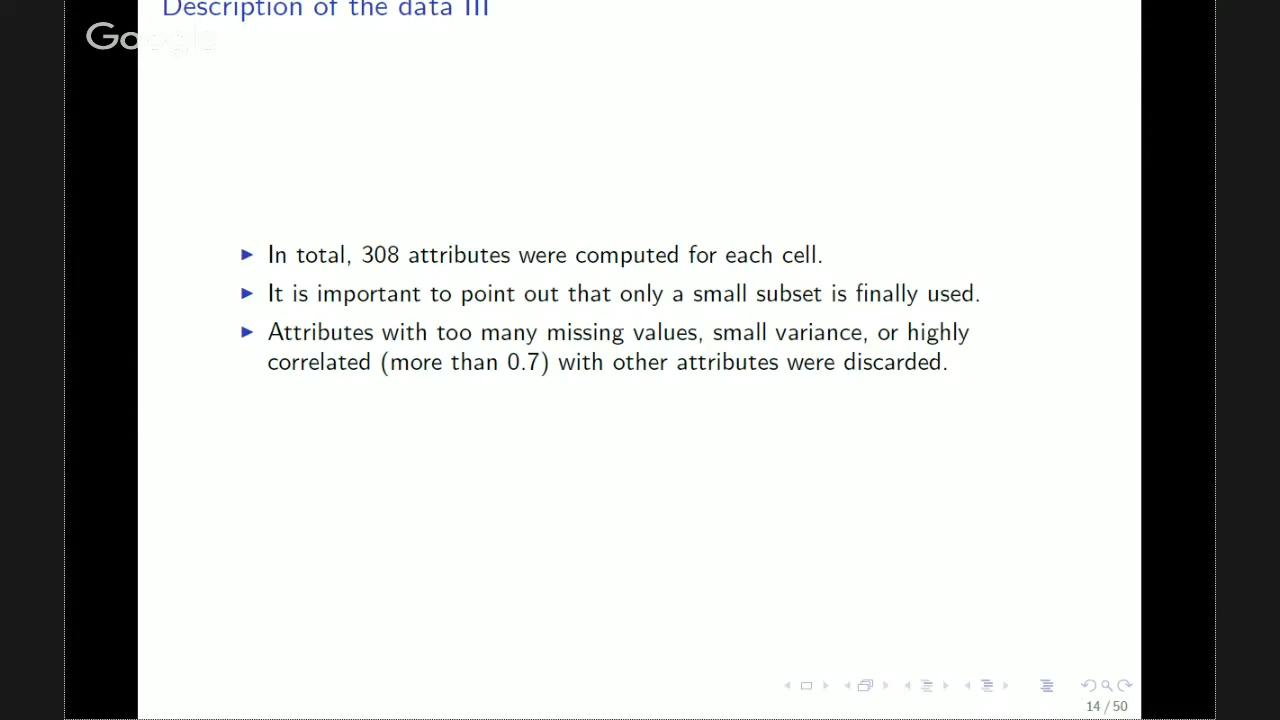 Description of the data III
Google
In total, 308 attributes were computed for each cell.
It is important to point out that only a small subset is finally used.
Attributes with too many missing values, small variance, or highly
correlated (more than 0.7) with other attributes were discarded.
14 / 50